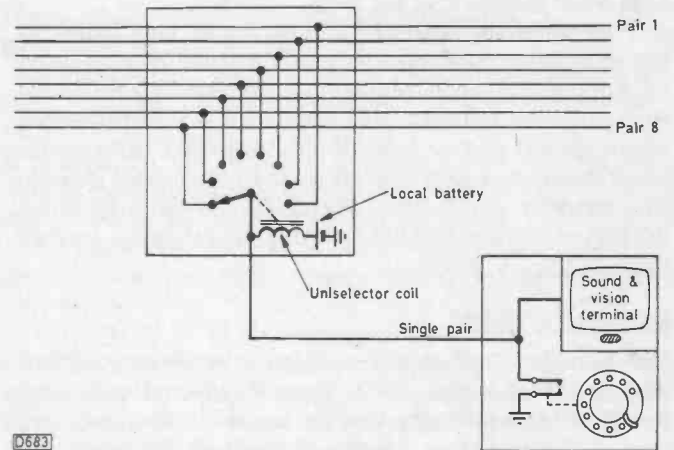 Pair 1
Pair 8
Local battery
Uniselector coil
Single pair
Sound &
vision
terminal
D683